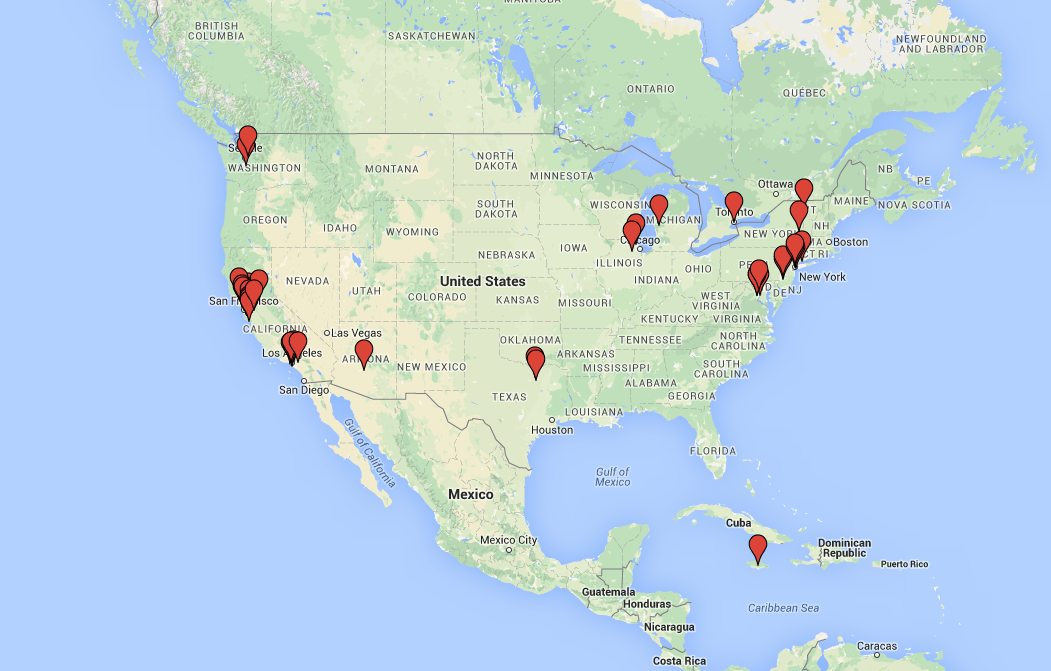 MANITOBA
BRITISH
COLUMBIA
SASKATCHEWAN
NEWFOUNDLAND
AND LABRADOR
ONTARIO
QUÉBEC
WASHINGTON
MONTANA
NORTH
DAKOTA
MINNESOTA
Ottawa
NB
PE
MAINE
NOVA SCOTIA
OREGON
IDAHO
WYOMING
SOUTH
DAKOTA
WISCONSIN
MICHIGAN
Toronto
NH
NEW YORK
MA
Boston
CT RI
IOWA
Chicago
ILLINOIS
INDIANA
OHIO
NEBRASKA
NEVADA
UTAH
COLORADO
United States
KANSAS
MISSOURI
WEST
VIRGINIA
VIRGINIA
DE
NJ
New York
San Francisco
CALIFORNIA
Las Vegas
Los Angeles
San Diego
ARIZONA
NEW MEXICO
OKLAHOMA
ARKANSAS
TENNESSEE
KENTUCKY
NORTH
CAROLINA
SOUTH
CAROLINA
MISSISSIPPI
ALABAMA
GEORGIA
TEXAS
LOUISIANA
Houston
FLORIDA
Gulf of California
Gulf of
Mexico
Mexico
Mexico City
Cuba
Dominican
Republic
Puerto Rico
Guatemala
Honduras
Nicaragua
Caribbean Sea
Costa Rica
Caracas